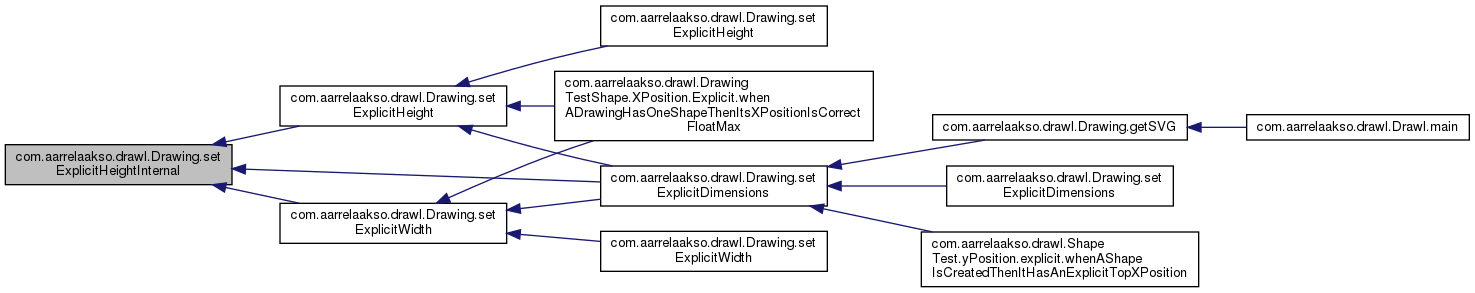 com.aarrelaakso.drawl.Drawing.set
ExplicitHeightInternal
com.aarrelaakso.drawl.Drawing.set
ExplicitHeight
com.aarrelaakso.drawl.Drawing.set
ExplicitWidth
com.aarrelaakso.drawl.Drawing.set
ExplicitHeight
com.aarrelaakso.drawl.Drawing
TestShape.XPosition.Explicit.when
ADrawingHasOneShapeThenItsXPositionIsCorrect
FloatMax
com.aarrelaakso.drawl.Drawing.set
ExplicitDimensions
com.aarrelaakso.drawl.Drawing.set
ExplicitWidth
com.aarrelaakso.drawl.Drawing.getSVG
com.aarrelaakso.drawl.Drawing.set
ExplicitDimensions
com.aarrelaakso.drawl.Shape
Test.yPosition.explicit.whenAShape
IsCreatedThenItHasAnExplicitTopXPosition
com.aarrelaakso.drawl.Drawl.main